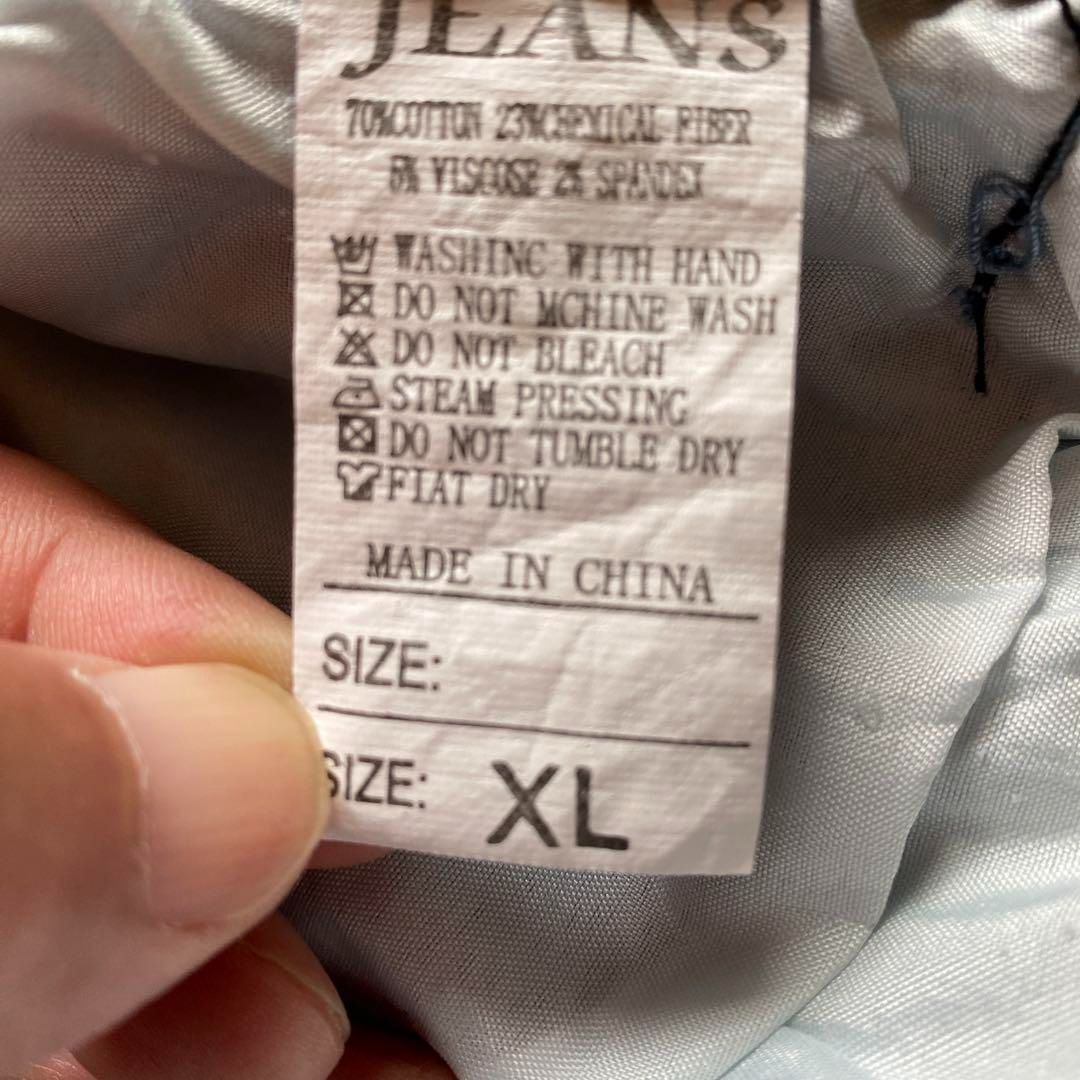 JEANS
70%COTTON 23%CHEMICAL FIBER
5% VISCOSE 2% SPANDEX
WASHING WITH HAND
DO NOT MCHINE WASH
DO NOT BLEACH
STEAM PRESSING
DO NOT TUMBLE DRY
FIAT DRY
MADE IN CHINA
SIZE:
SIZE: XL